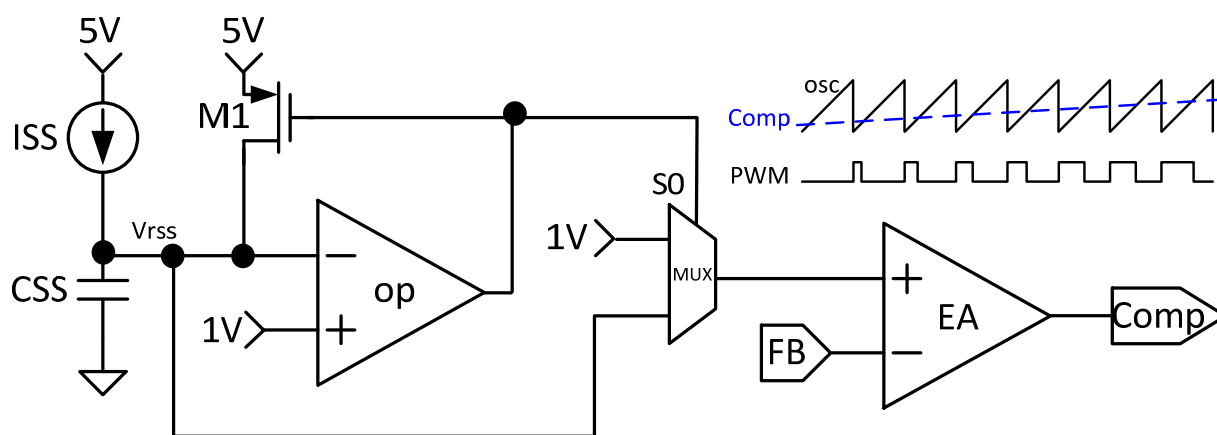 5V
5V
ISS
M1
Vrss
CSS
1V
−
+
op
S0
1V
MUX
FB
+
−
EA
Comp
osc
Comp
PWM